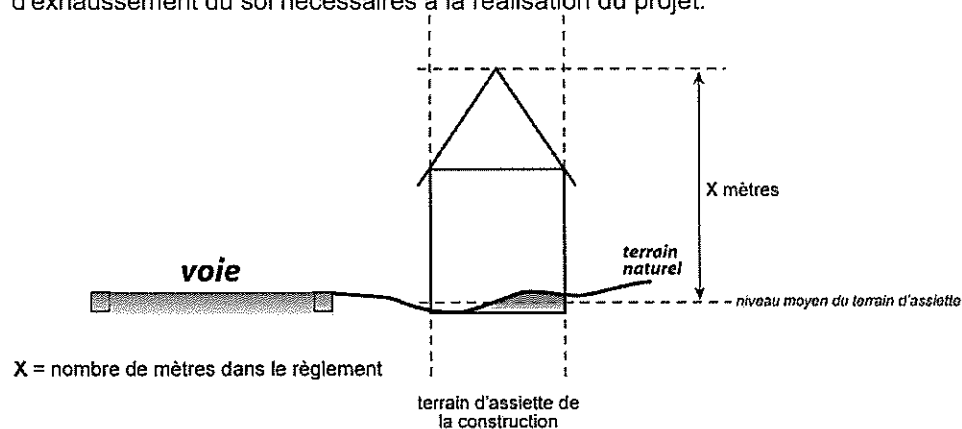 d'exhaussement du sol nécessaires à la réalisation du projet.
X mètres
terrain
naturel
voie
niveau moyen du terrain d'assiette
X = nombre de mètres dans le règlement
terrain d'assiette de
la construction